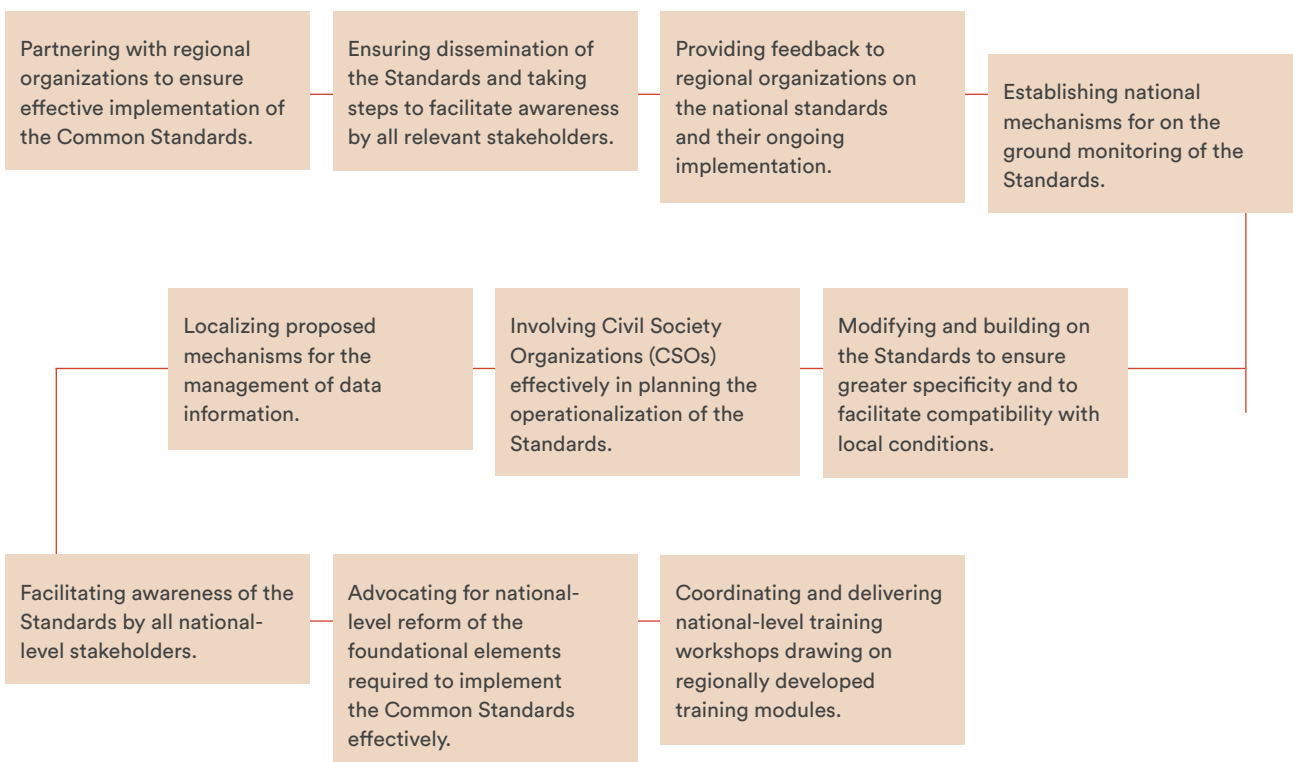 Partnering with regional
organizations to ensure
effective implementation of
the Common Standards.
Ensuring dissemination of
the Standards and taking
steps to facilitate awareness
by all relevant stakeholders.
Providing feedback to
regional organizations on
the national standards
and their ongoing
implementation.
Establishing national
mechanisms for on the
ground monitoring of the
Standards.
Modifying and building on
the Standards to ensure
greater specificity and to
facilitate compatibility with
local conditions.
Involving Civil Society
Organizations (CSOs)
effectively in planning the
operationalization of the
Standards.
Localizing proposed
mechanisms for the
management of data
information.
Facilitating awareness of the
Standards by all national-
level stakeholders.
Advocating for national-
level reform of the
foundational elements
required to implement
the Common Standards
effectively.
Coordinating and delivering
national-level training
workshops drawing on
regionally developed
training modules.